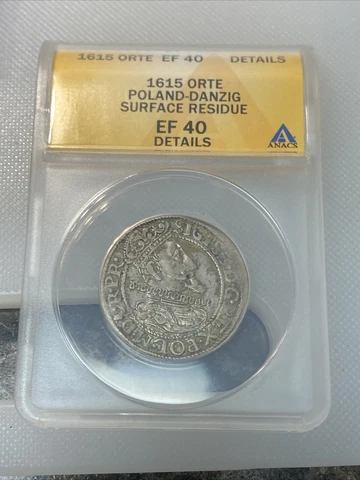 1615 ORTE EF 40 DETAILS
1615 ORTE
POLAND-DANZIG
SURFACE RESIDUE
EF 40
DETAILS
ANACS